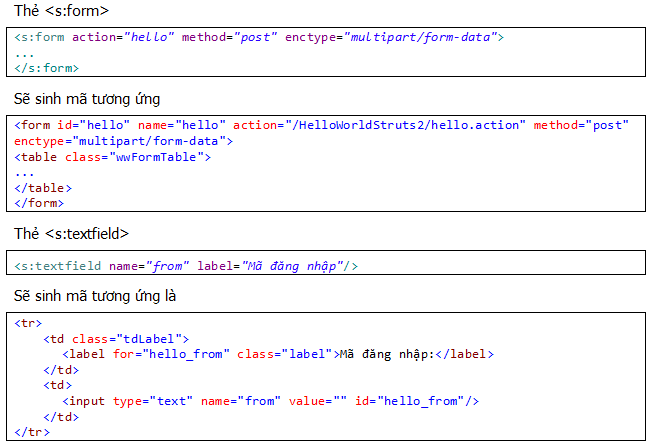 Thẻ <s:form>
<s:form action="hello" method="post" enctype="multipart/form-data">
...
</s:form>
Sẽ sinh mã tương ứng
<form id="hello" name="hello" action="/HelloWorldStruts2/hello.action" method="post"
enctype="multipart/form-data">
<table class="wwFormTable">
...
</table>
</form>
Thẻ <s:textfield>
<s:textfield name="from" label="Mã đăng nhập"/>
Sẽ sinh mã tương ứng là
<tr>
<td class="tdLabel">
<label for="hello_from" class="label">Mã đăng nhập:</label>
</td>
<td>
<input type="text" name="from" value="" id="hello_from"/>
</td>
</tr>